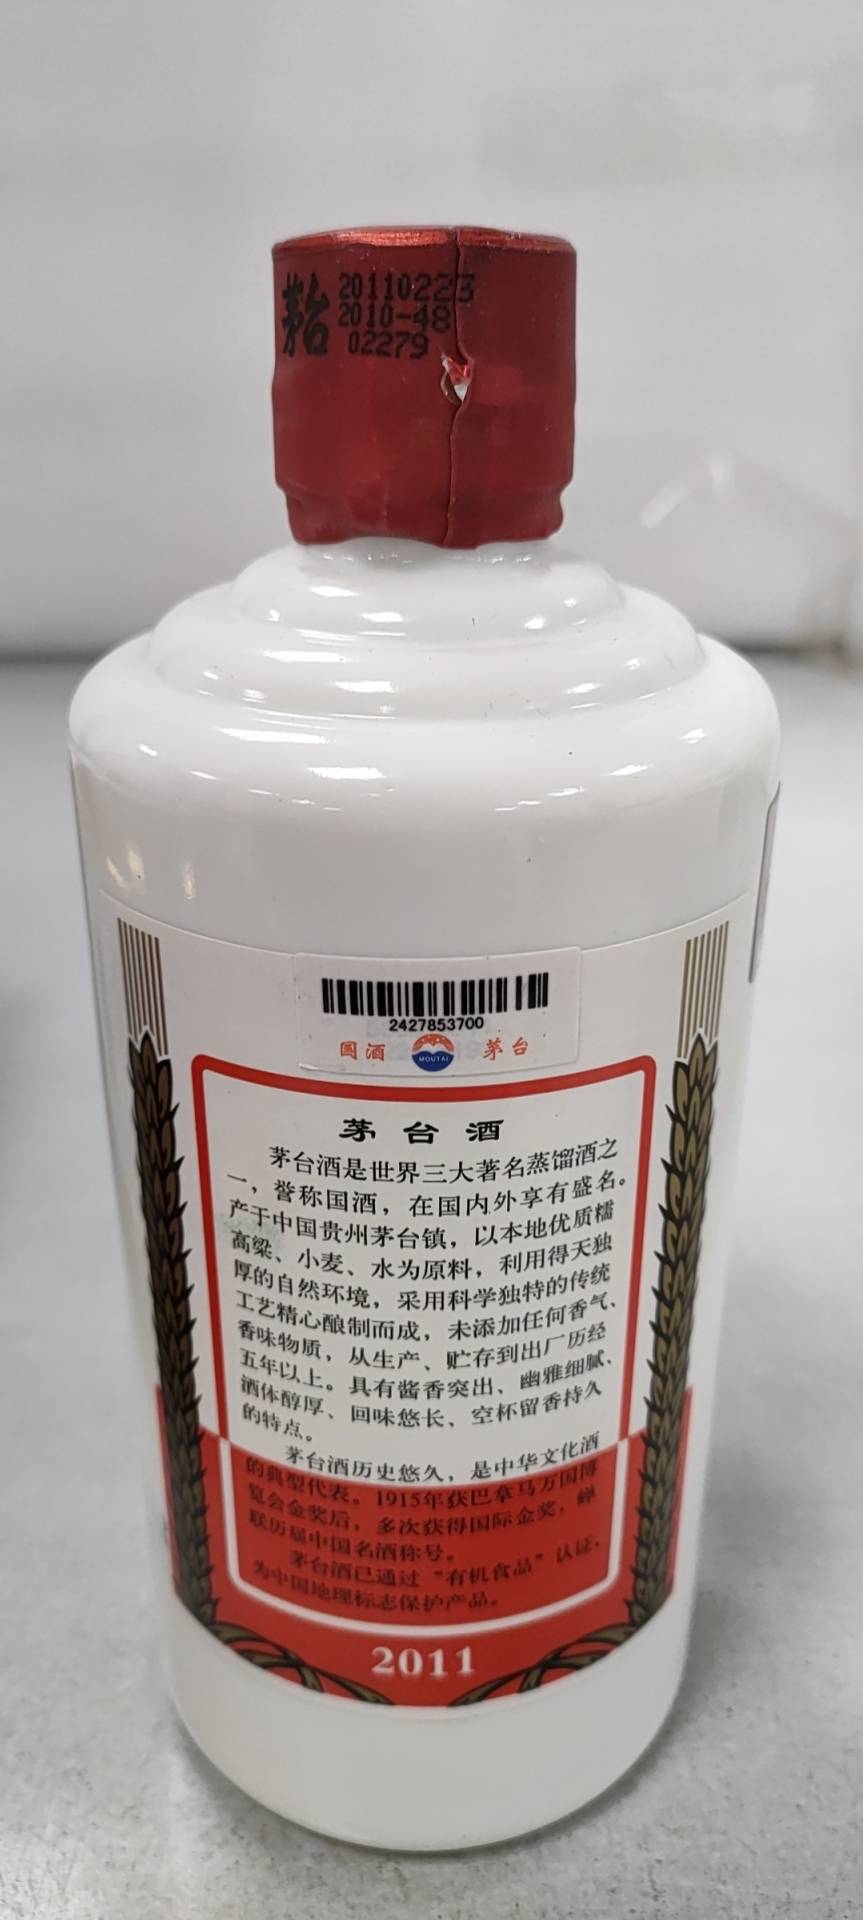 茅台
20110223
2010-48
02279
2427853700
国酒 MOUTAI 茅台
茅台酒
茅台酒是世界三大著名蒸馏酒之
一，誉称国酒，在国内外享有盛名。
产于中国贵州茅台镇，以本地优质糯
高粱、小麦、水为原料，利用得天独
厚的自然环境，采用科学独特的传统
工艺精心酿制而成，未添加任何香气、
香味物质，从生产、贮存到出厂历经
五年以上。具有酱香突出、幽雅细腻、
酒体醇厚、回味悠长、空杯留香持久
的特点。
茅台酒历史悠久，是中华文化酒
的典型代表。1915年获巴拿马万国博
览会金奖后，多次获得国际金奖，蝉
联历届中国名酒称号。
茅台酒已通过“有机食品”认证，
为中国地理标志保护产品。
2011